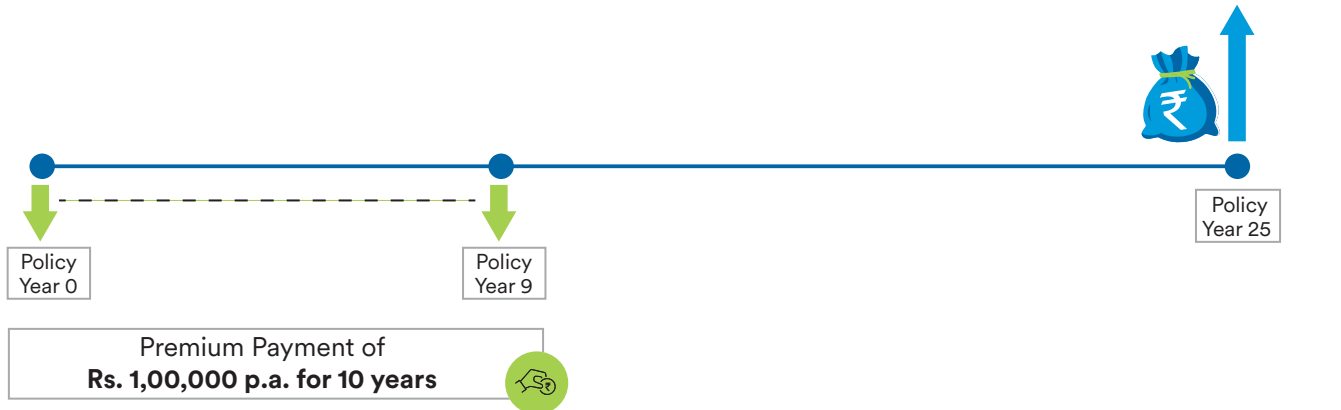 ₹
Policy
Year 25
Policy
Year 0
Policy
Year 9
Premium Payment of
Rs. 1,00,000 p.a. for 10 years
₹